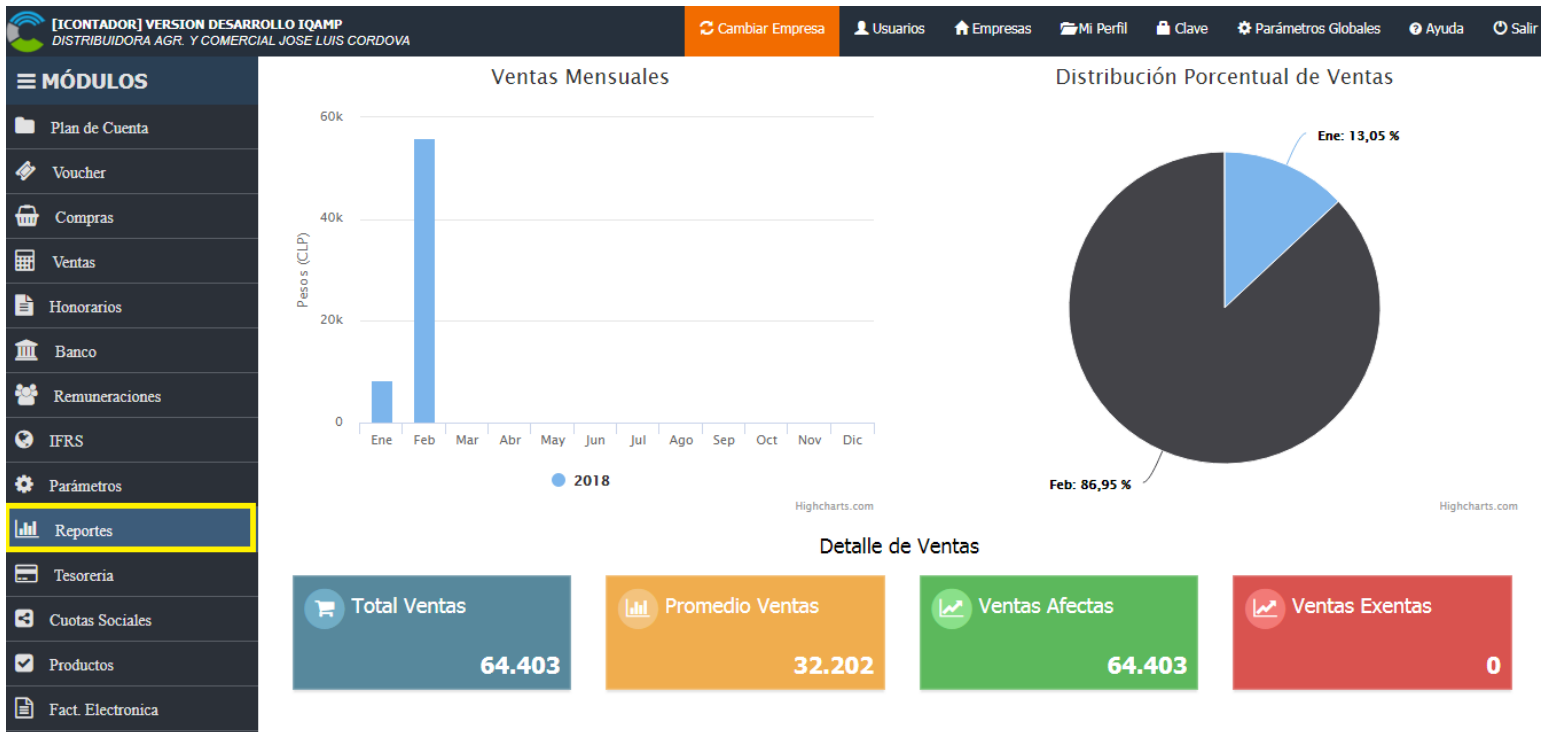 [ICONTADOR] VERSION DESARROLLO IQAMP
DISTRIBUIDORA AGR. Y COMERCIAL JOSE LUIS CORDOVA
Cambiar Empresa
Usuarios
Empresas
Mi Perfil
Clave
Parámetros Globales
Ayuda
Salir
MÓDULOS
Plan de Cuenta
Voucher
Compras
Ventas
Honorarios
Banco
Remuneraciones
IFRS
Parámetros
Reportes
Tesoreria
Cuotas Sociales
Productos
Fact. Electronica
Ventas Mensuales
Pesos (CLP)
60k
40k
20k
0
Ene Feb Mar Abr May Jun Jul Ago Sep Oct Nov Dic
2018
Highcharts.com
Distribución Porcentual de Ventas
Ene: 13,05 %
Feb: 86,95 %
Highcharts.com
Detalle de Ventas
Total Ventas
64.403
Promedio Ventas
32.202
Ventas Afectas
64.403
Ventas Exentas
0